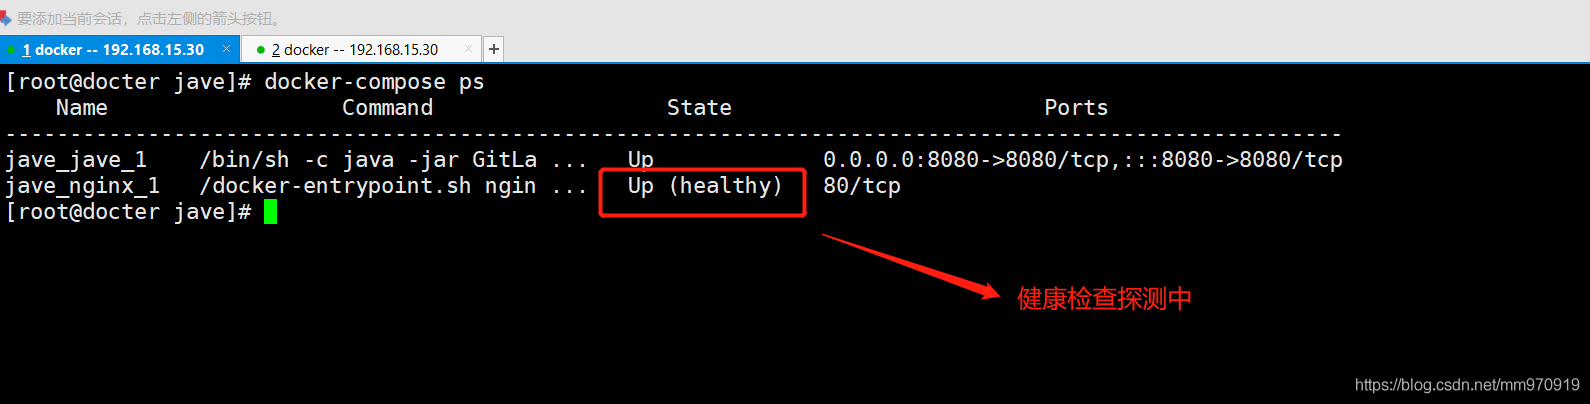 要添加当前会话，点击左侧的箭头按钮。
1 docker -- 192.168.15.30 × 2 docker -- 192.168.15.30 × +
[root@docter jave]# docker-compose ps
Name Command State Ports
------------------------------------------------------------------------------------------------------
jave_jave_1 /bin/sh -c java -jar GitLa ... Up 0.0.0.0:8080->8080/tcp,:::8080->8080/tcp
jave_nginx_1 /docker-entrypoint.sh ngin ... Up (healthy) 80/tcp
[root@docter jave]#
健康检查探测中
https://blog.csdn.net/mm970919